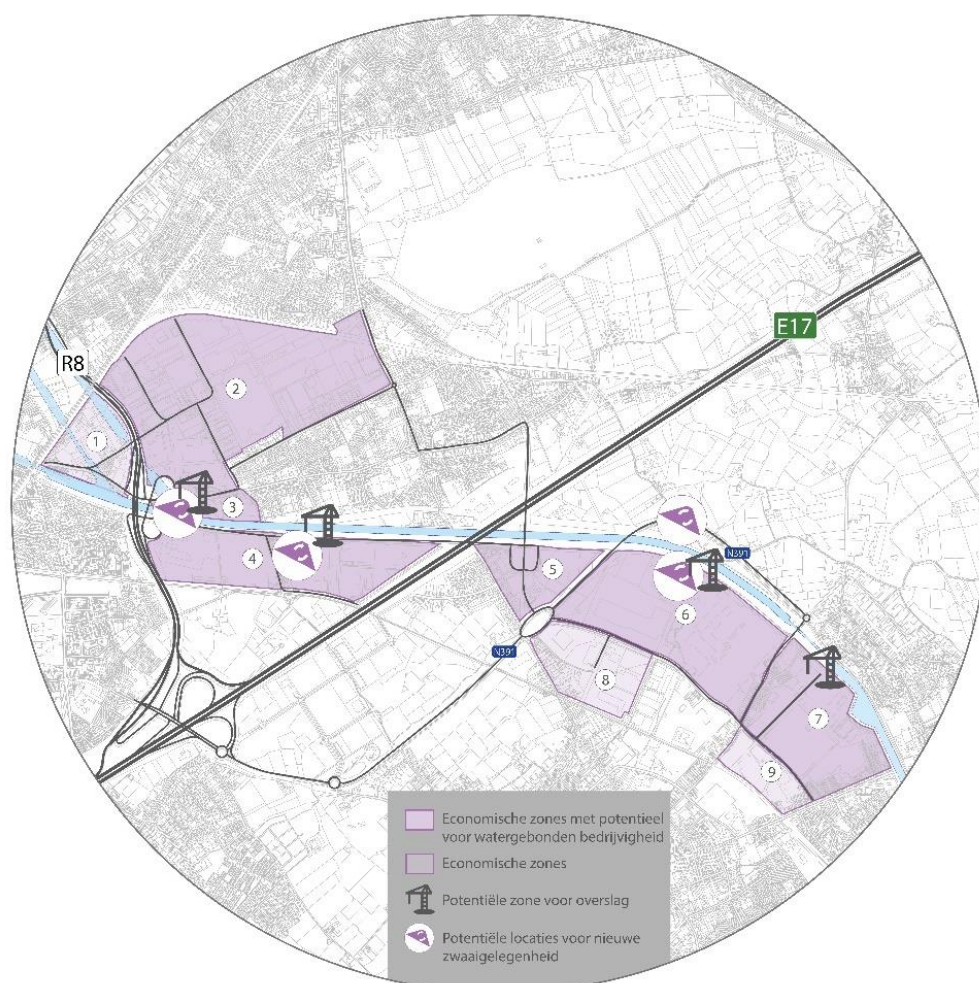 E17
R8
2
1
3
4
5
N391
6
N391
8
7
9
Economische zones met potentieel
voor watergebonden bedrijvigheid
Economische zones
Potentiële zone voor overslag
Potentiële locaties voor nieuwe
zwaaigelegenheid